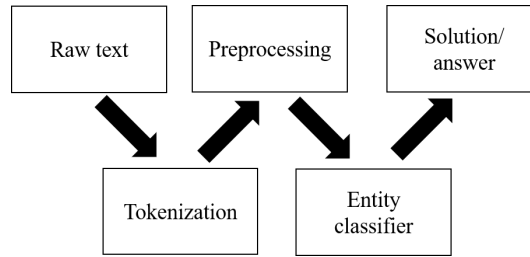 Raw text
Preprocessing
Solution/
answer
Tokenization
Entity
classifier